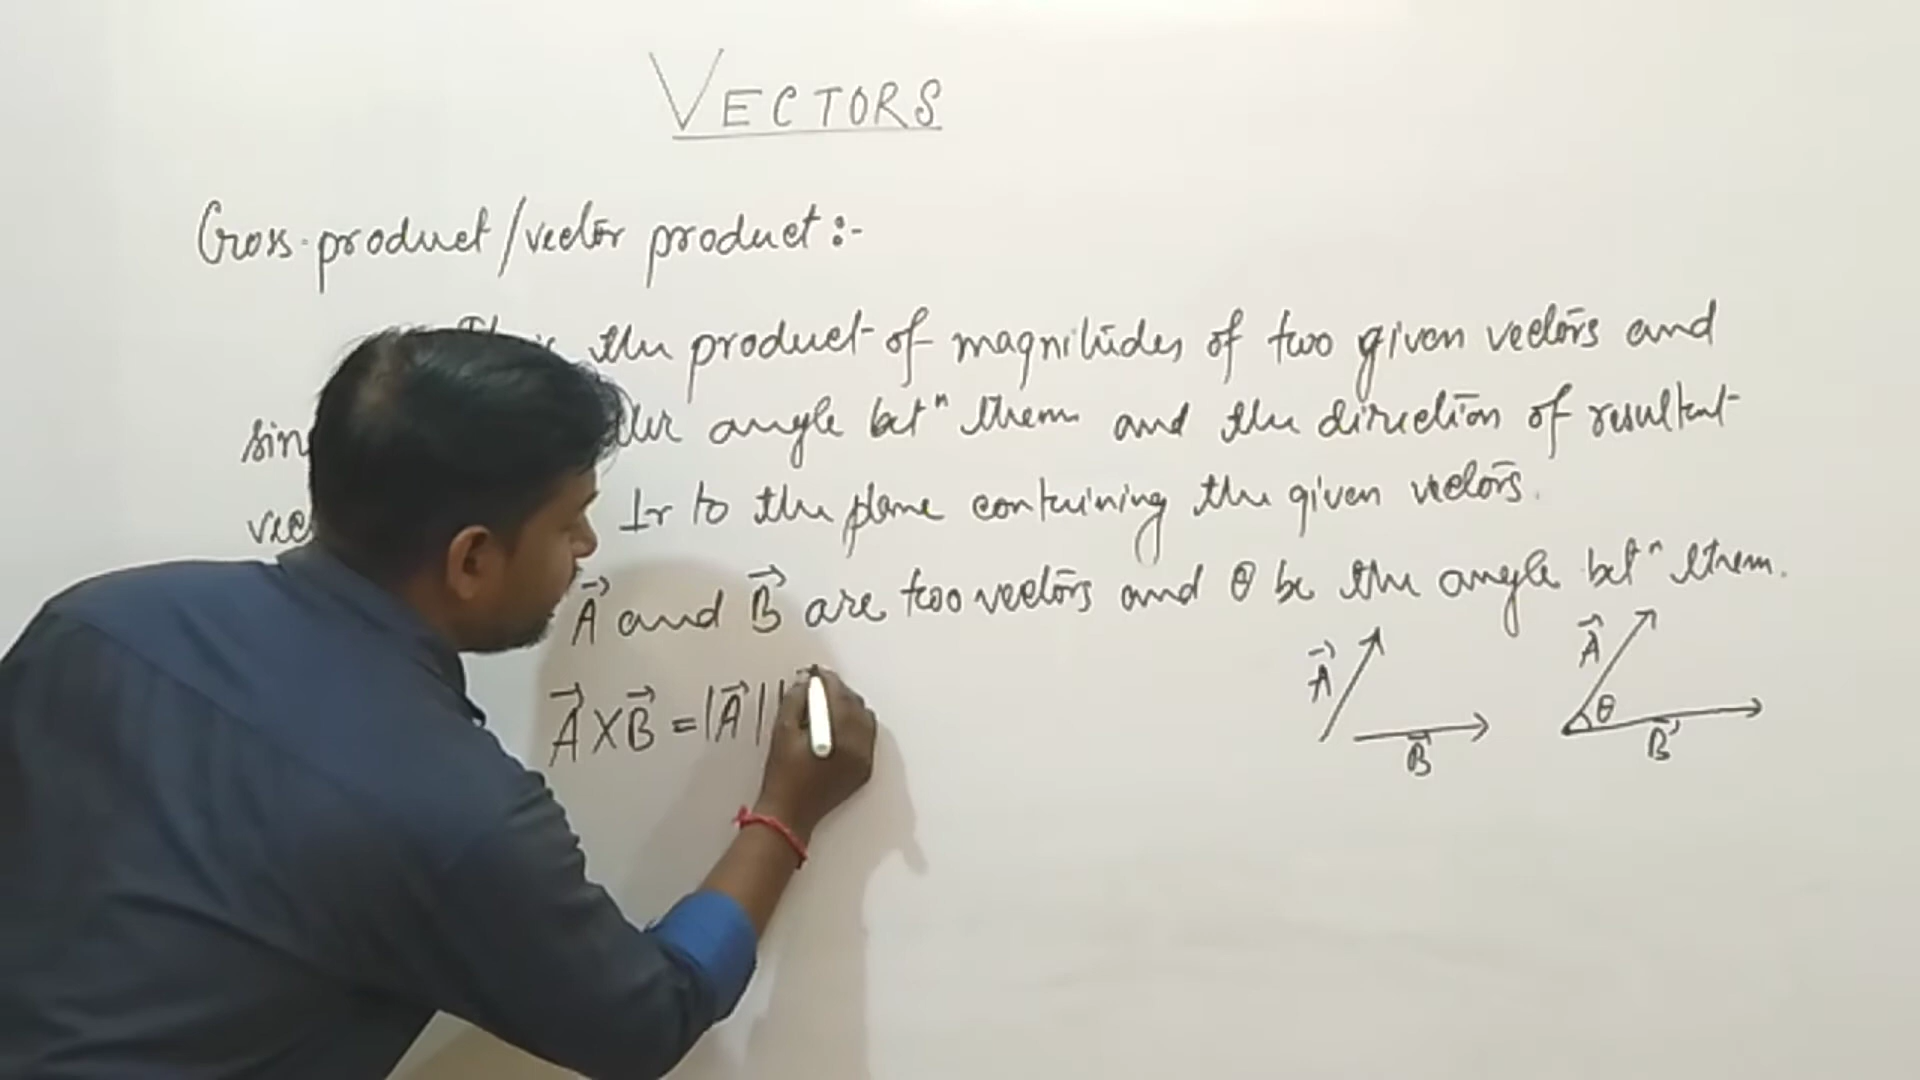 VECTORS
Cross product/vector product:-
the product of magnitudes of two given vectors and
angle betⁿ them and the direction of resultant
⊥r to the plane containing the given vectors.
A⃗ and B⃗ are two vectors and θ be the angle betⁿ them.
A⃗ X B⃗ = |A⃗| |
A⃗
B⃗
A⃗
θ
B⃗